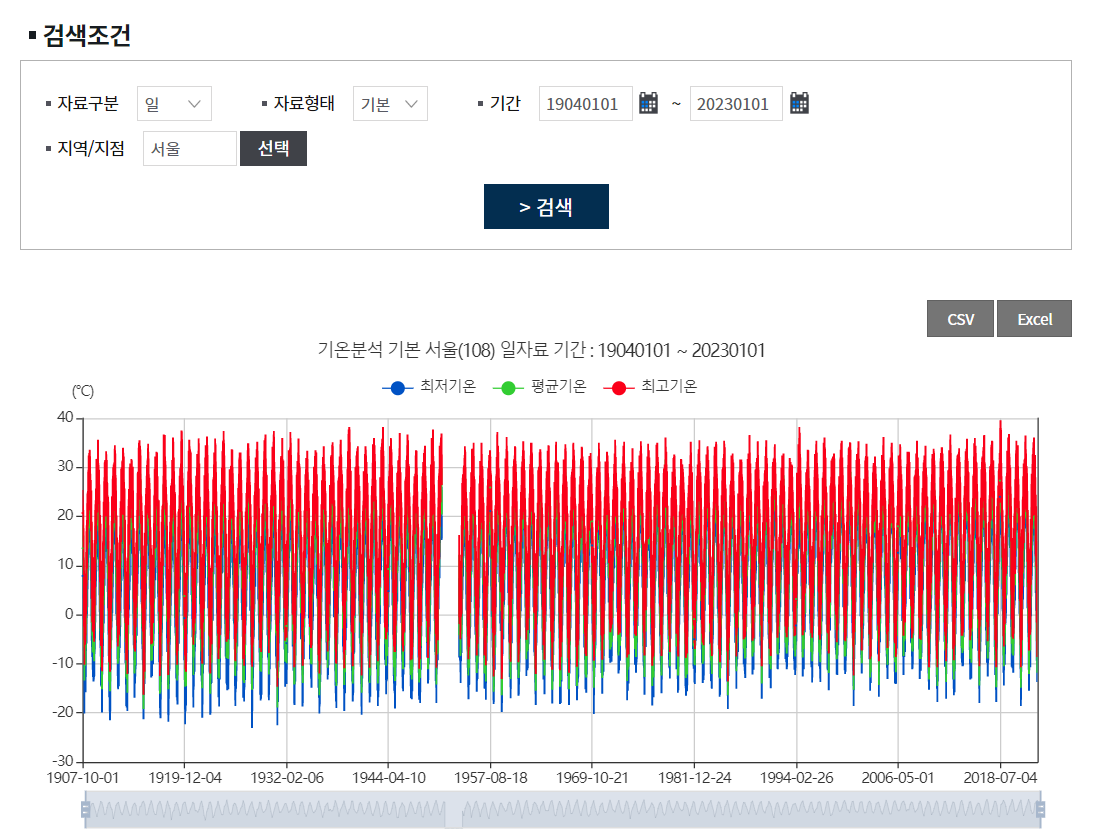 검색조건
자료구분 일 자료형태 기본 기간 19040101 ~ 20230101
지역/지점 서울 선택
> 검색
CSV Excel
기온분석 기본 서울(108) 일자료 기간 : 19040101 ~ 20230101
최저기온 평균기온 최고기온
(℃)
40
30
20
10
0
-10
-20
-30
1907-10-01 1919-12-04 1932-02-06 1944-04-10 1957-08-18 1969-10-21 1981-12-24 1994-02-26 2006-05-01 2018-07-04